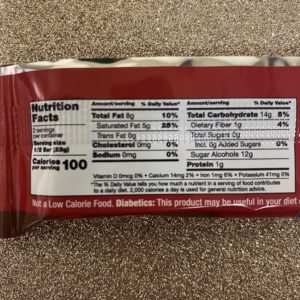 Nutrition Facts
2 servings per container
Serving size
1/2 Bar (23g)
Calories per serving 100
Amount/serving % Daily Value*
Total Fat 8g 10%
Saturated Fat 5g 25%
Trans Fat 0g
Cholesterol 0mg 0%
Sodium 0mg 0%
Amount/serving % Daily Value*
Total Carbohydrate 14g 5%
Dietary Fiber 1g 4%
Total Sugars 0g
Incl. 0g Added Sugars 0%
Sugar Alcohols 12g
Protein 1g
Vitamin D 0mcg 0% • Calcium 14mg 2% • Iron 1mg 6% • Potassium 41mg 0%
*The % Daily Value tells you how much a nutrient in a serving of food contributes
to a daily diet. 2,000 calories a day is used for general nutrition advice.
Not a Low Calorie Food. Diabetics: This product may be useful in your diet